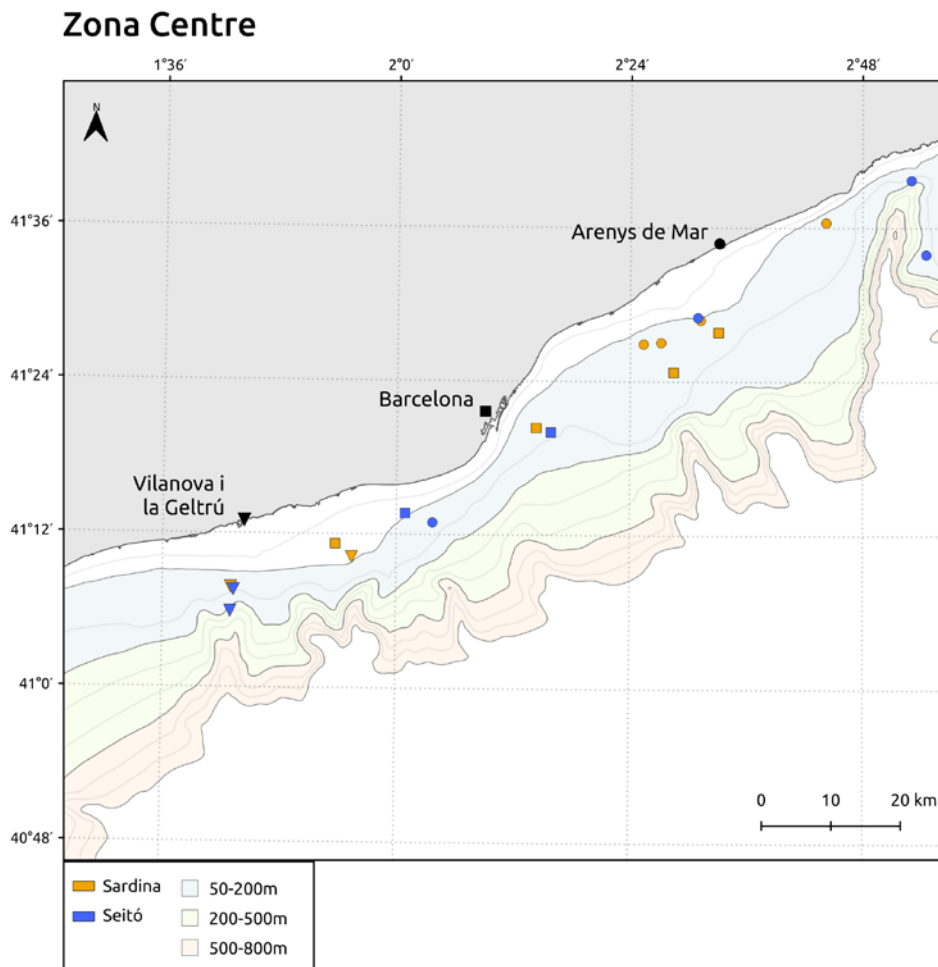 Zona Centre
1°36′
2°0′
2°24′
2°48′
N
41°36′
Arenys de Mar
41°24′
Barcelona
Vilanova i
la Geltrú
41°12′
41°0′
0 10 20 km
40°48′
Sardina
50-200m
Seitó
200-500m
500-800m